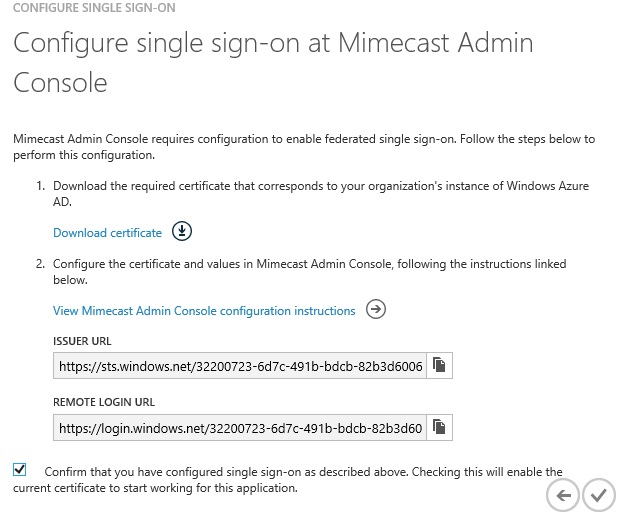 CONFIGURE SINGLE SIGN-ON
Configure single sign-on at Mimecast Admin
Console
Mimecast Admin Console requires configuration to enable federated single sign-on. Follow the steps below to
perform this configuration.
1. Download the required certificate that corresponds to your organization's instance of Windows Azure
AD.
Download certificate
2. Configure the certificate and values in Mimecast Admin Console, following the instructions linked
below.
View Mimecast Admin Console configuration instructions
ISSUER URL
https://sts.windows.net/32200723-6d7c-491b-bdcb-82b3d6006
REMOTE LOGIN URL
https://login.windows.net/32200723-6d7c-491b-bdcb-82b3d60
Confirm that you have configured single sign-on as described above. Checking this will enable the
current certificate to start working for this application.